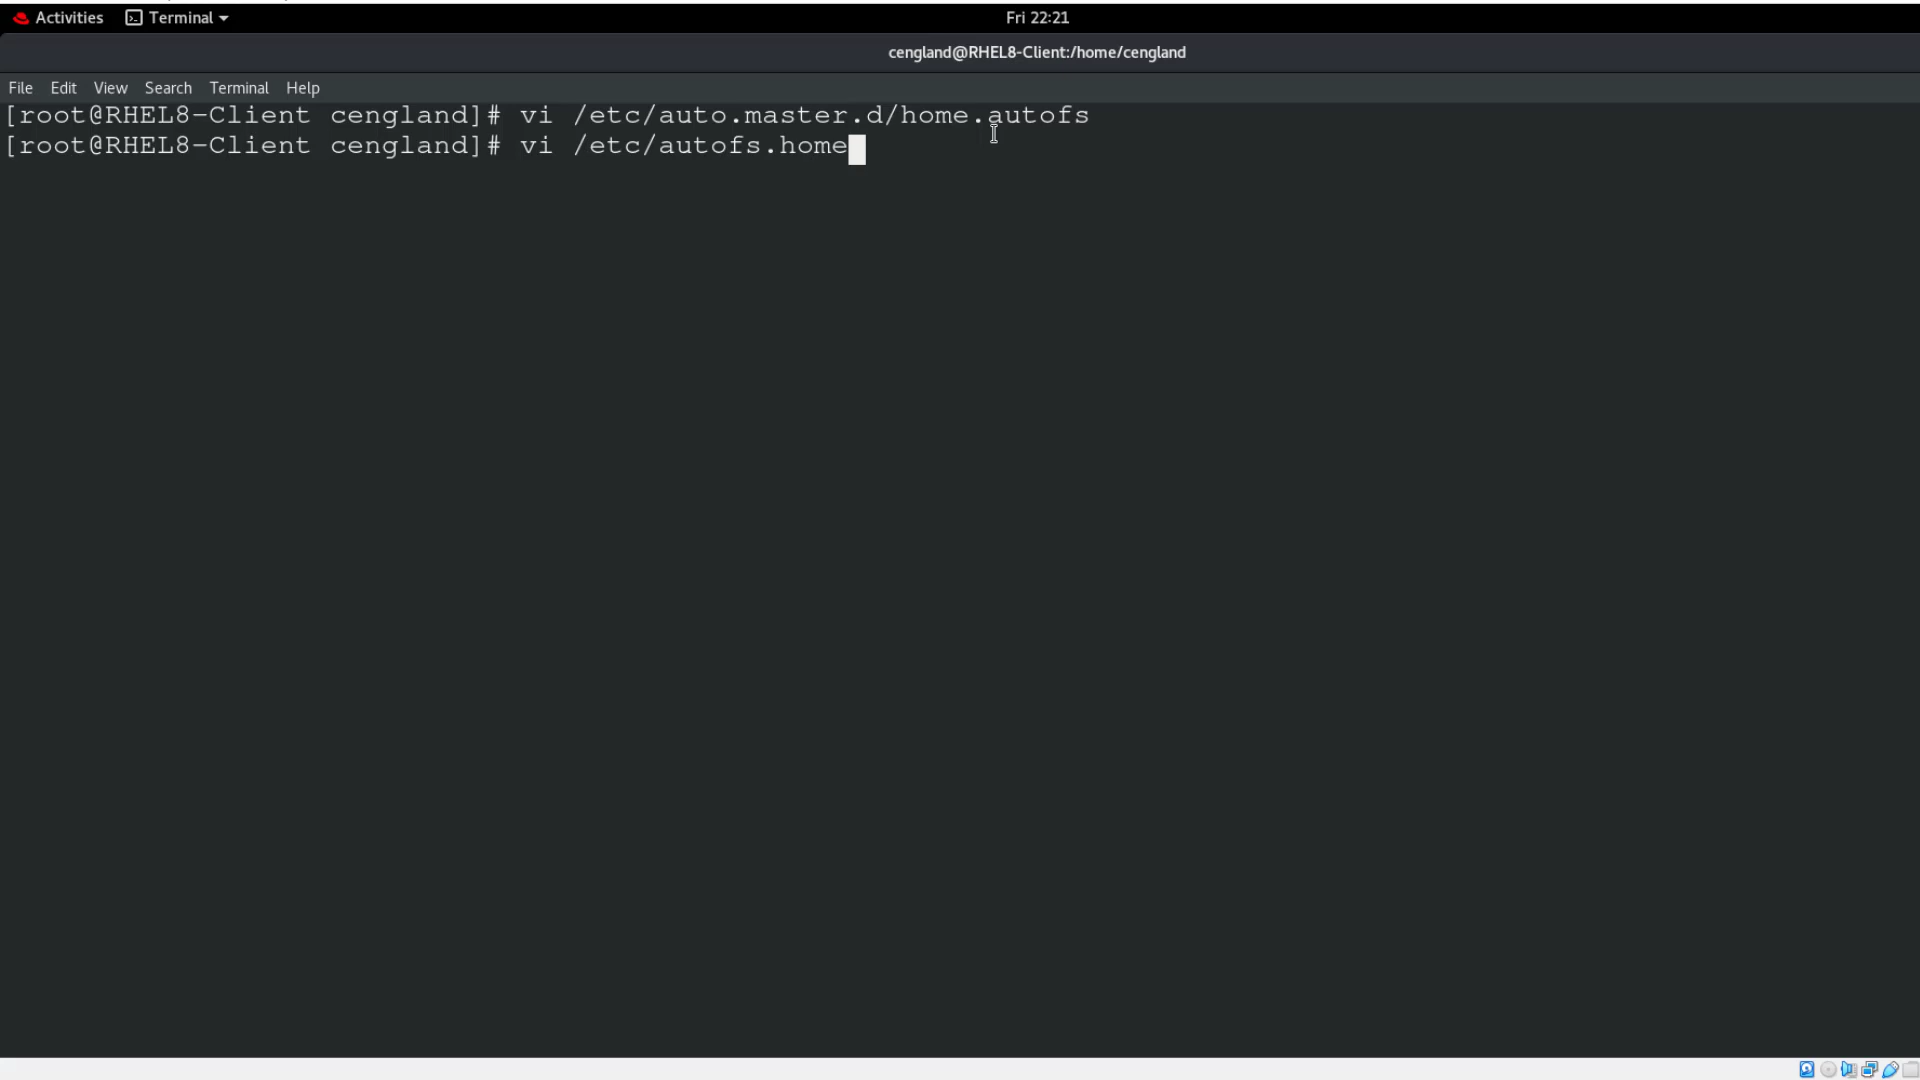 Activities Terminal Fri 22:21
cengland@RHEL8-Client:/home/cengland
File Edit View Search Terminal Help
[root@RHEL8-Client cengland]# vi /etc/auto.master.d/home.autofs
[root@RHEL8-Client cengland]# vi /etc/autofs.home